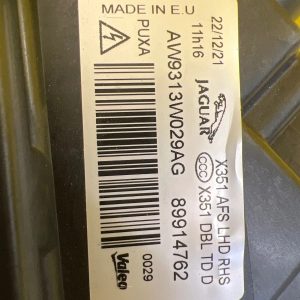 MADE IN E.U
22/12/21
11h16
PUXA
JAGUAR
AW9313W029AG
X351 AFS LHD RHS
CCC X351 DBL TD D
89914762
Valeo
0029